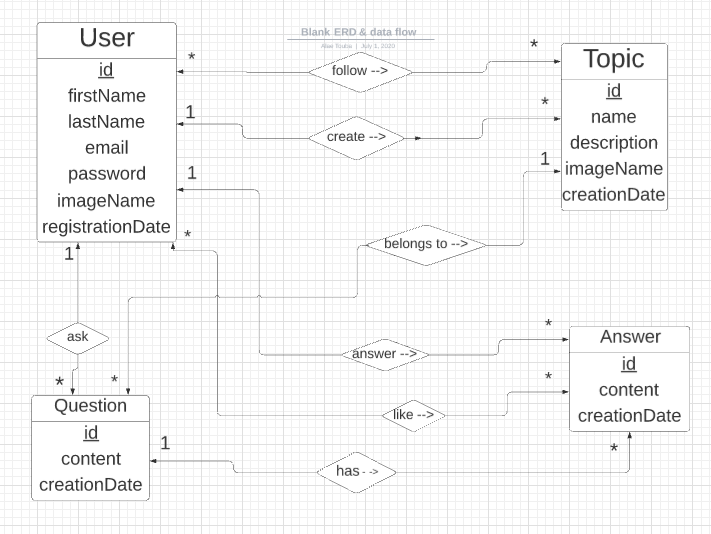 Blank ERD & data flow
Alae Touba | July 3, 2020
User
id
firstName
lastName
email
password
imageName
registrationDate
*
follow -->
*
1
create -->
*
1
Topic
id
name
description
imageName
creationDate
1
belongs to -->
*
1
ask
*
*
answer -->
*
like -->
*
Answer
id
content
creationDate
*
Question
id
content
creationDate
1
has - ->